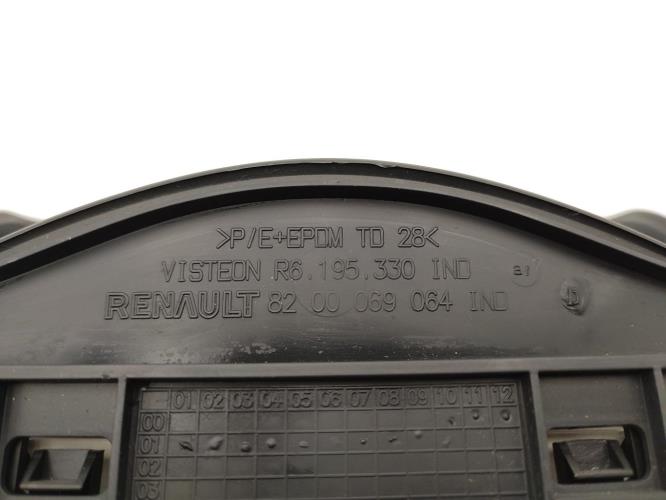 >P/E+EPDM TD 28<
VISTEON R6.195.330 IND
RENAULT 82 00 069 064 IND
01 02 03 04 05 06 07 08 09 10 11 12
00
01
02
03